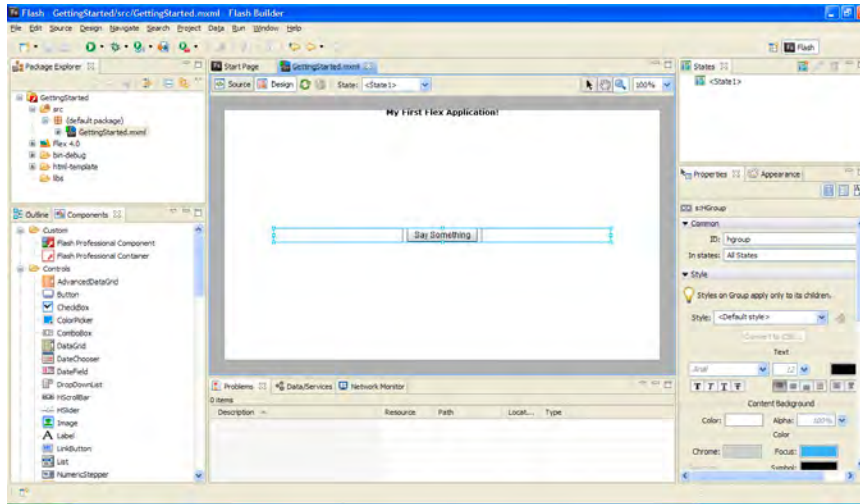 Flash - GettingStarted/src/GettingStarted.mxml - Flash Builder
File Edit Source Design Navigate Search Project Data Run Window Help
Flash
Package Explorer
GettingStarted
src
(default package)
GettingStarted.mxml
Flex 4.0
bin-debug
html-template
libs
Outline Components
Custom
Flash Professional Component
Flash Professional Container
Controls
AdvancedDataGrid
Button
CheckBox
ColorPicker
ComboBox
DataGrid
DateChooser
DateField
DropDownList
HScrollBar
HSlider
Image
Label
LinkButton
List
NumericStepper
Start Page GettingStarted.mxml
Source Design State: <State1> 100%
My First Flex Application!
Say Something
Problems Data/Services Network Monitor
0 items
Description Resource Path Locat... Type
States
<State1>
Properties Appearance
s:HGroup
Common
ID: hgroup
In states: All States
Style
Styles on Group apply only to its children.
Style: <Default style>
Convert to CSS...
Text
Arial 12
T T T T
Content Background
Color: Alpha: 100%
Color
Chrome: Focus:
Symbol: